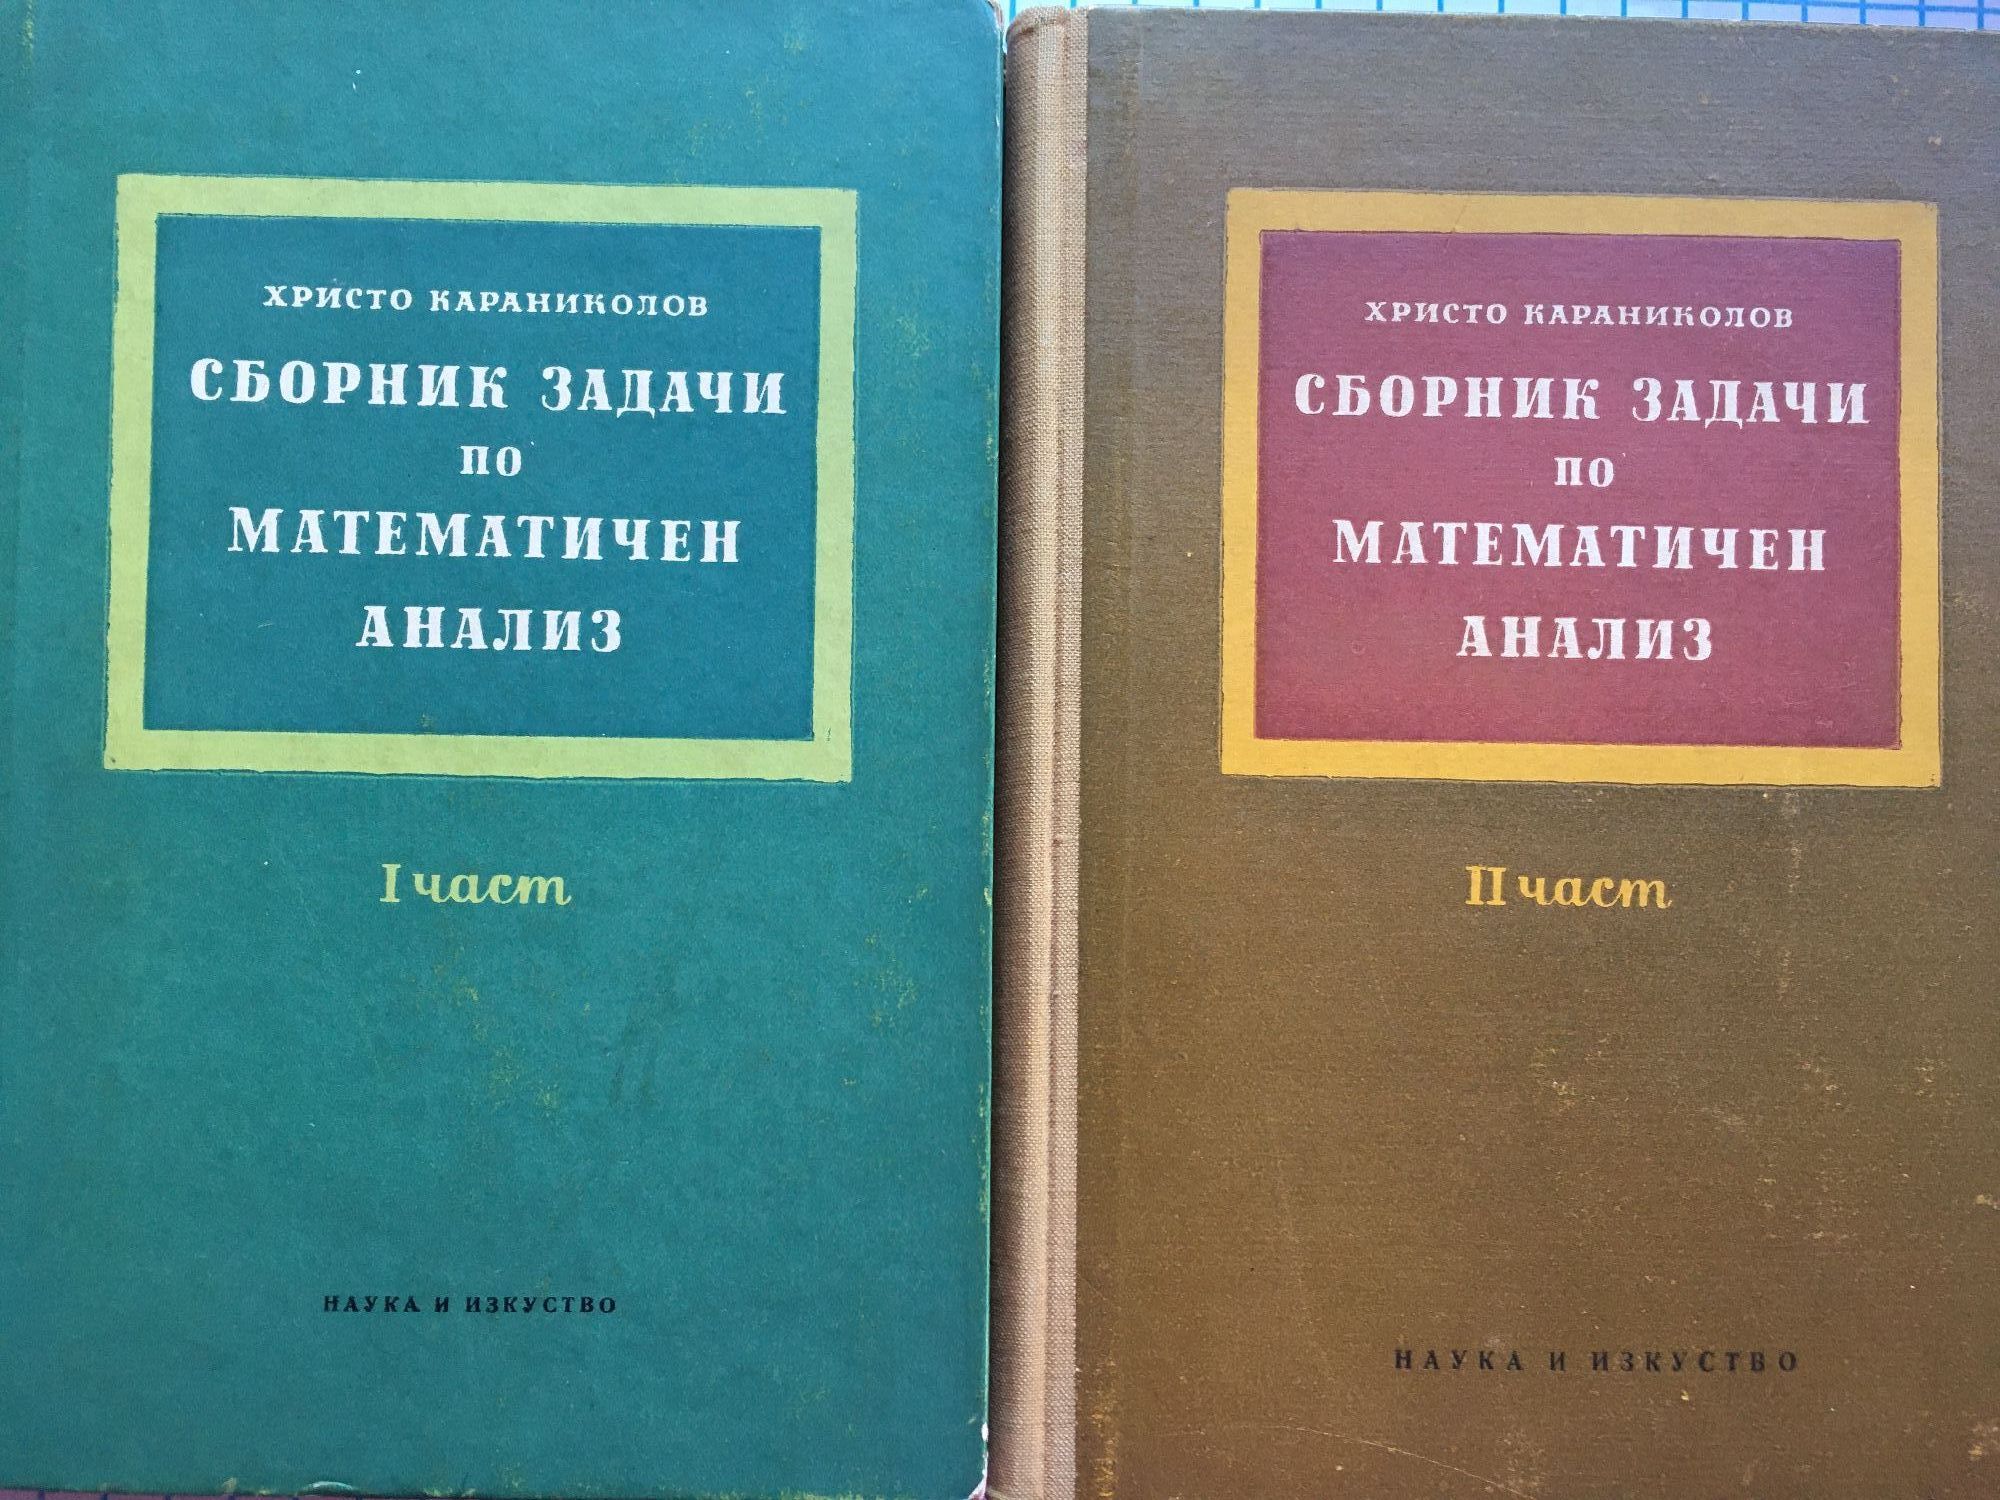 ХРИСТО КАРАНИКОЛОВ
СБОРНИК ЗАДАЧИ
ПО
МАТЕМАТИЧЕН
АНАЛИЗ
I част
НАУКА И ИЗКУСТВО
ХРИСТО КАРАНИКОЛОВ
СБОРНИК ЗАДАЧИ
ПО
МАТЕМАТИЧЕН
АНАЛИЗ
II част
НАУКА И ИЗКУСТВО